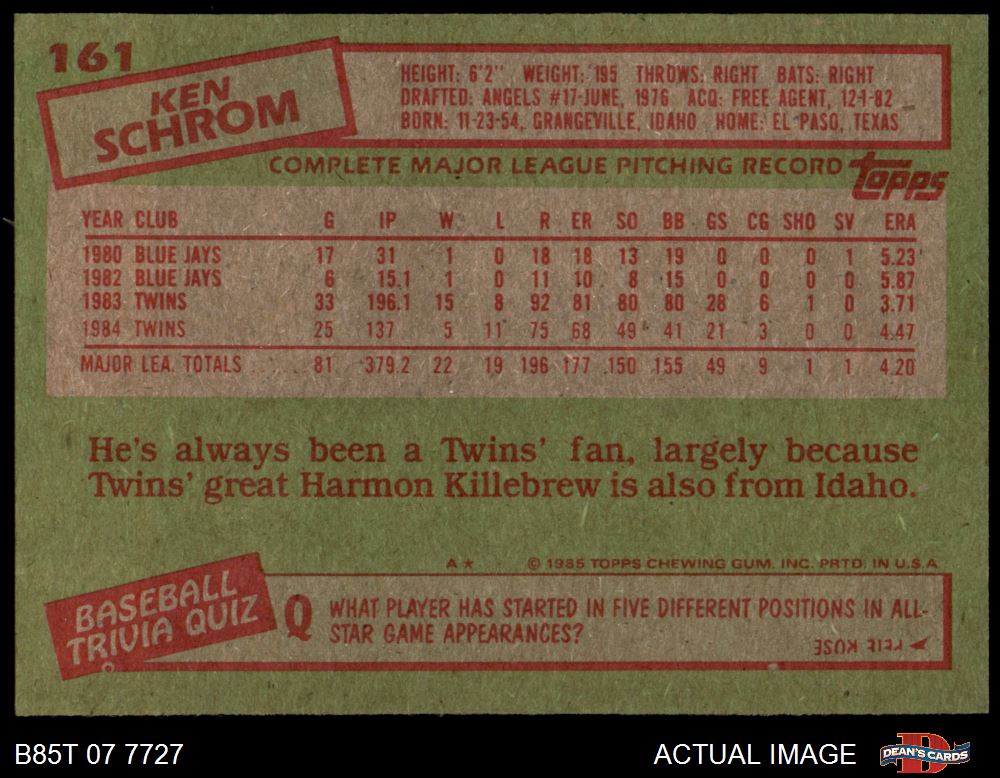 161
KEN
SCHROM
HEIGHT: 6'2" WEIGHT: 195 THROWS: RIGHT BATS: RIGHT
DRAFTED: ANGELS #17-JUNE, 1976 ACQ: FREE AGENT, 12-1-82
BORN: 11-23-54, GRANGEVILLE, IDAHO HOME: EL PASO, TEXAS
COMPLETE MAJOR LEAGUE PITCHING RECORD topps
YEAR CLUB G IP W L R ER SO BB GS CG SHO SV ERA
1980 BLUE JAYS 17 31 1 0 18 18 13 19 0 0 0 1 5.23
1982 BLUE JAYS 6 15.1 1 0 11 10 8 15 0 0 0 0 5.87
1983 TWINS 33 196.1 15 8 92 81 80 80 28 6 1 0 3.71
1984 TWINS 25 137 5 11 75 68 49 41 21 3 0 0 4.47
MAJOR LEA. TOTALS 81 379.2 22 19 196 177 150 155 49 9 1 1 4.20
He's always been a Twins' fan, largely because
Twins' great Harmon Killebrew is also from Idaho.
A* © 1985 TOPPS CHEWING GUM, INC. PRTD. IN U.S.A.
BASEBALL
TRIVIA QUIZ
Q WHAT PLAYER HAS STARTED IN FIVE DIFFERENT POSITIONS IN ALL-
STAR GAME APPEARANCES?
PETE ROSE
B85T 07 7727 ACTUAL IMAGE D DEAN'S CARDS